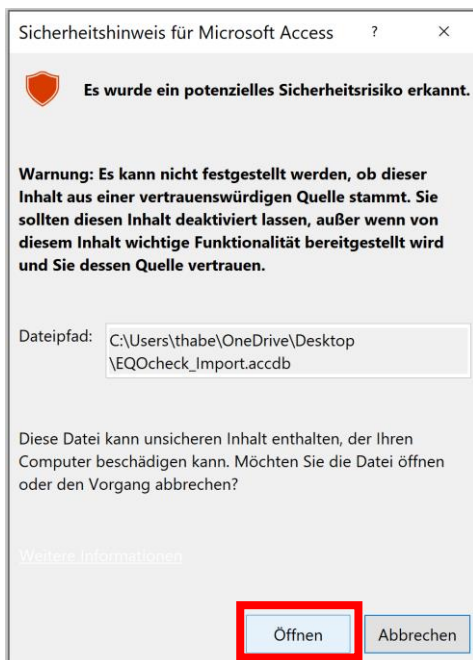 Sicherheitshinweis für Microsoft Access ? ×
Es wurde ein potenzielles Sicherheitsrisiko erkannt.
Warnung: Es kann nicht festgestellt werden, ob dieser
Inhalt aus einer vertrauenswürdigen Quelle stammt. Sie
sollten diesen Inhalt deaktiviert lassen, außer wenn von
diesem Inhalt wichtige Funktionalität bereitgestellt wird
und Sie dessen Quelle vertrauen.
Dateipfad: C:\Users\thabe\OneDrive\Desktop
\EQOcheck_Import.accdb
Diese Datei kann unsicheren Inhalt enthalten, der Ihren
Computer beschädigen kann. Möchten Sie die Datei öffnen
oder den Vorgang abbrechen?
Weitere Informationen
Öffnen Abbrechen